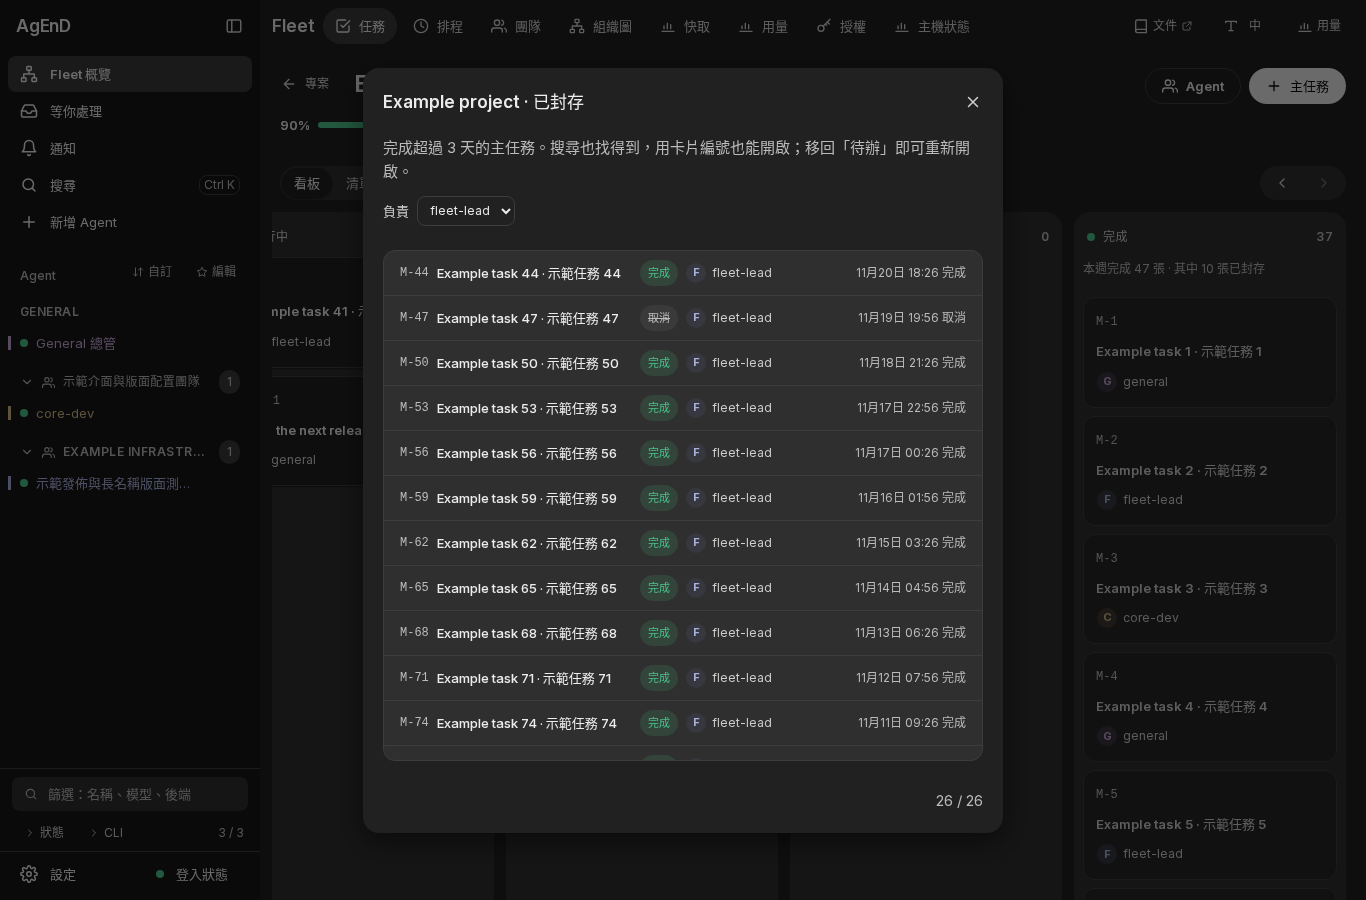 AgEnD
Fleet 概覽
等你處理
通知
搜尋 Ctrl K
新增 Agent
Agent 自訂 編輯
GENERAL
General 總管
示範介面與版面配置團隊 1
core-dev
EXAMPLE INFRASTR... 1
示範發佈與長名稱版面測...
篩選：名稱、模型、後端
狀態 CLI 3 / 3
設定 登入狀態
Fleet 任務 排程 團隊 組織圖 快取 用量 授權 主機狀態 文件 中 用量
專案
Agent 主任務
90%
看板
0
mple task 41 ·
fleet-lead
1
the next relea
general
Example project · 已封存
完成超過 3 天的主任務。搜尋也找得到，用卡片編號也能開啟；移回「待辦」即可重新開
啟。
負責 fleet-lead
M-44 Example task 44 · 示範任務 44 完成 F fleet-lead 11月20日 18:26 完成
M-47 Example task 47 · 示範任務 47 取消 F fleet-lead 11月19日 19:56 取消
M-50 Example task 50 · 示範任務 50 完成 F fleet-lead 11月18日 21:26 完成
M-53 Example task 53 · 示範任務 53 完成 F fleet-lead 11月17日 22:56 完成
M-56 Example task 56 · 示範任務 56 完成 F fleet-lead 11月17日 00:26 完成
M-59 Example task 59 · 示範任務 59 完成 F fleet-lead 11月16日 01:56 完成
M-62 Example task 62 · 示範任務 62 完成 F fleet-lead 11月15日 03:26 完成
M-65 Example task 65 · 示範任務 65 完成 F fleet-lead 11月14日 04:56 完成
M-68 Example task 68 · 示範任務 68 完成 F fleet-lead 11月13日 06:26 完成
M-71 Example task 71 · 示範任務 71 完成 F fleet-lead 11月12日 07:56 完成
M-74 Example task 74 · 示範任務 74 完成 F fleet-lead 11月11日 09:26 完成
26 / 26
完成 37
本週完成 47 張 · 其中 10 張已封存
M-1
Example task 1 · 示範任務 1
G general
M-2
Example task 2 · 示範任務 2
F fleet-lead
M-3
Example task 3 · 示範任務 3
C core-dev
M-4
Example task 4 · 示範任務 4
G general
M-5
Example task 5 · 示範任務 5
F fleet-lead